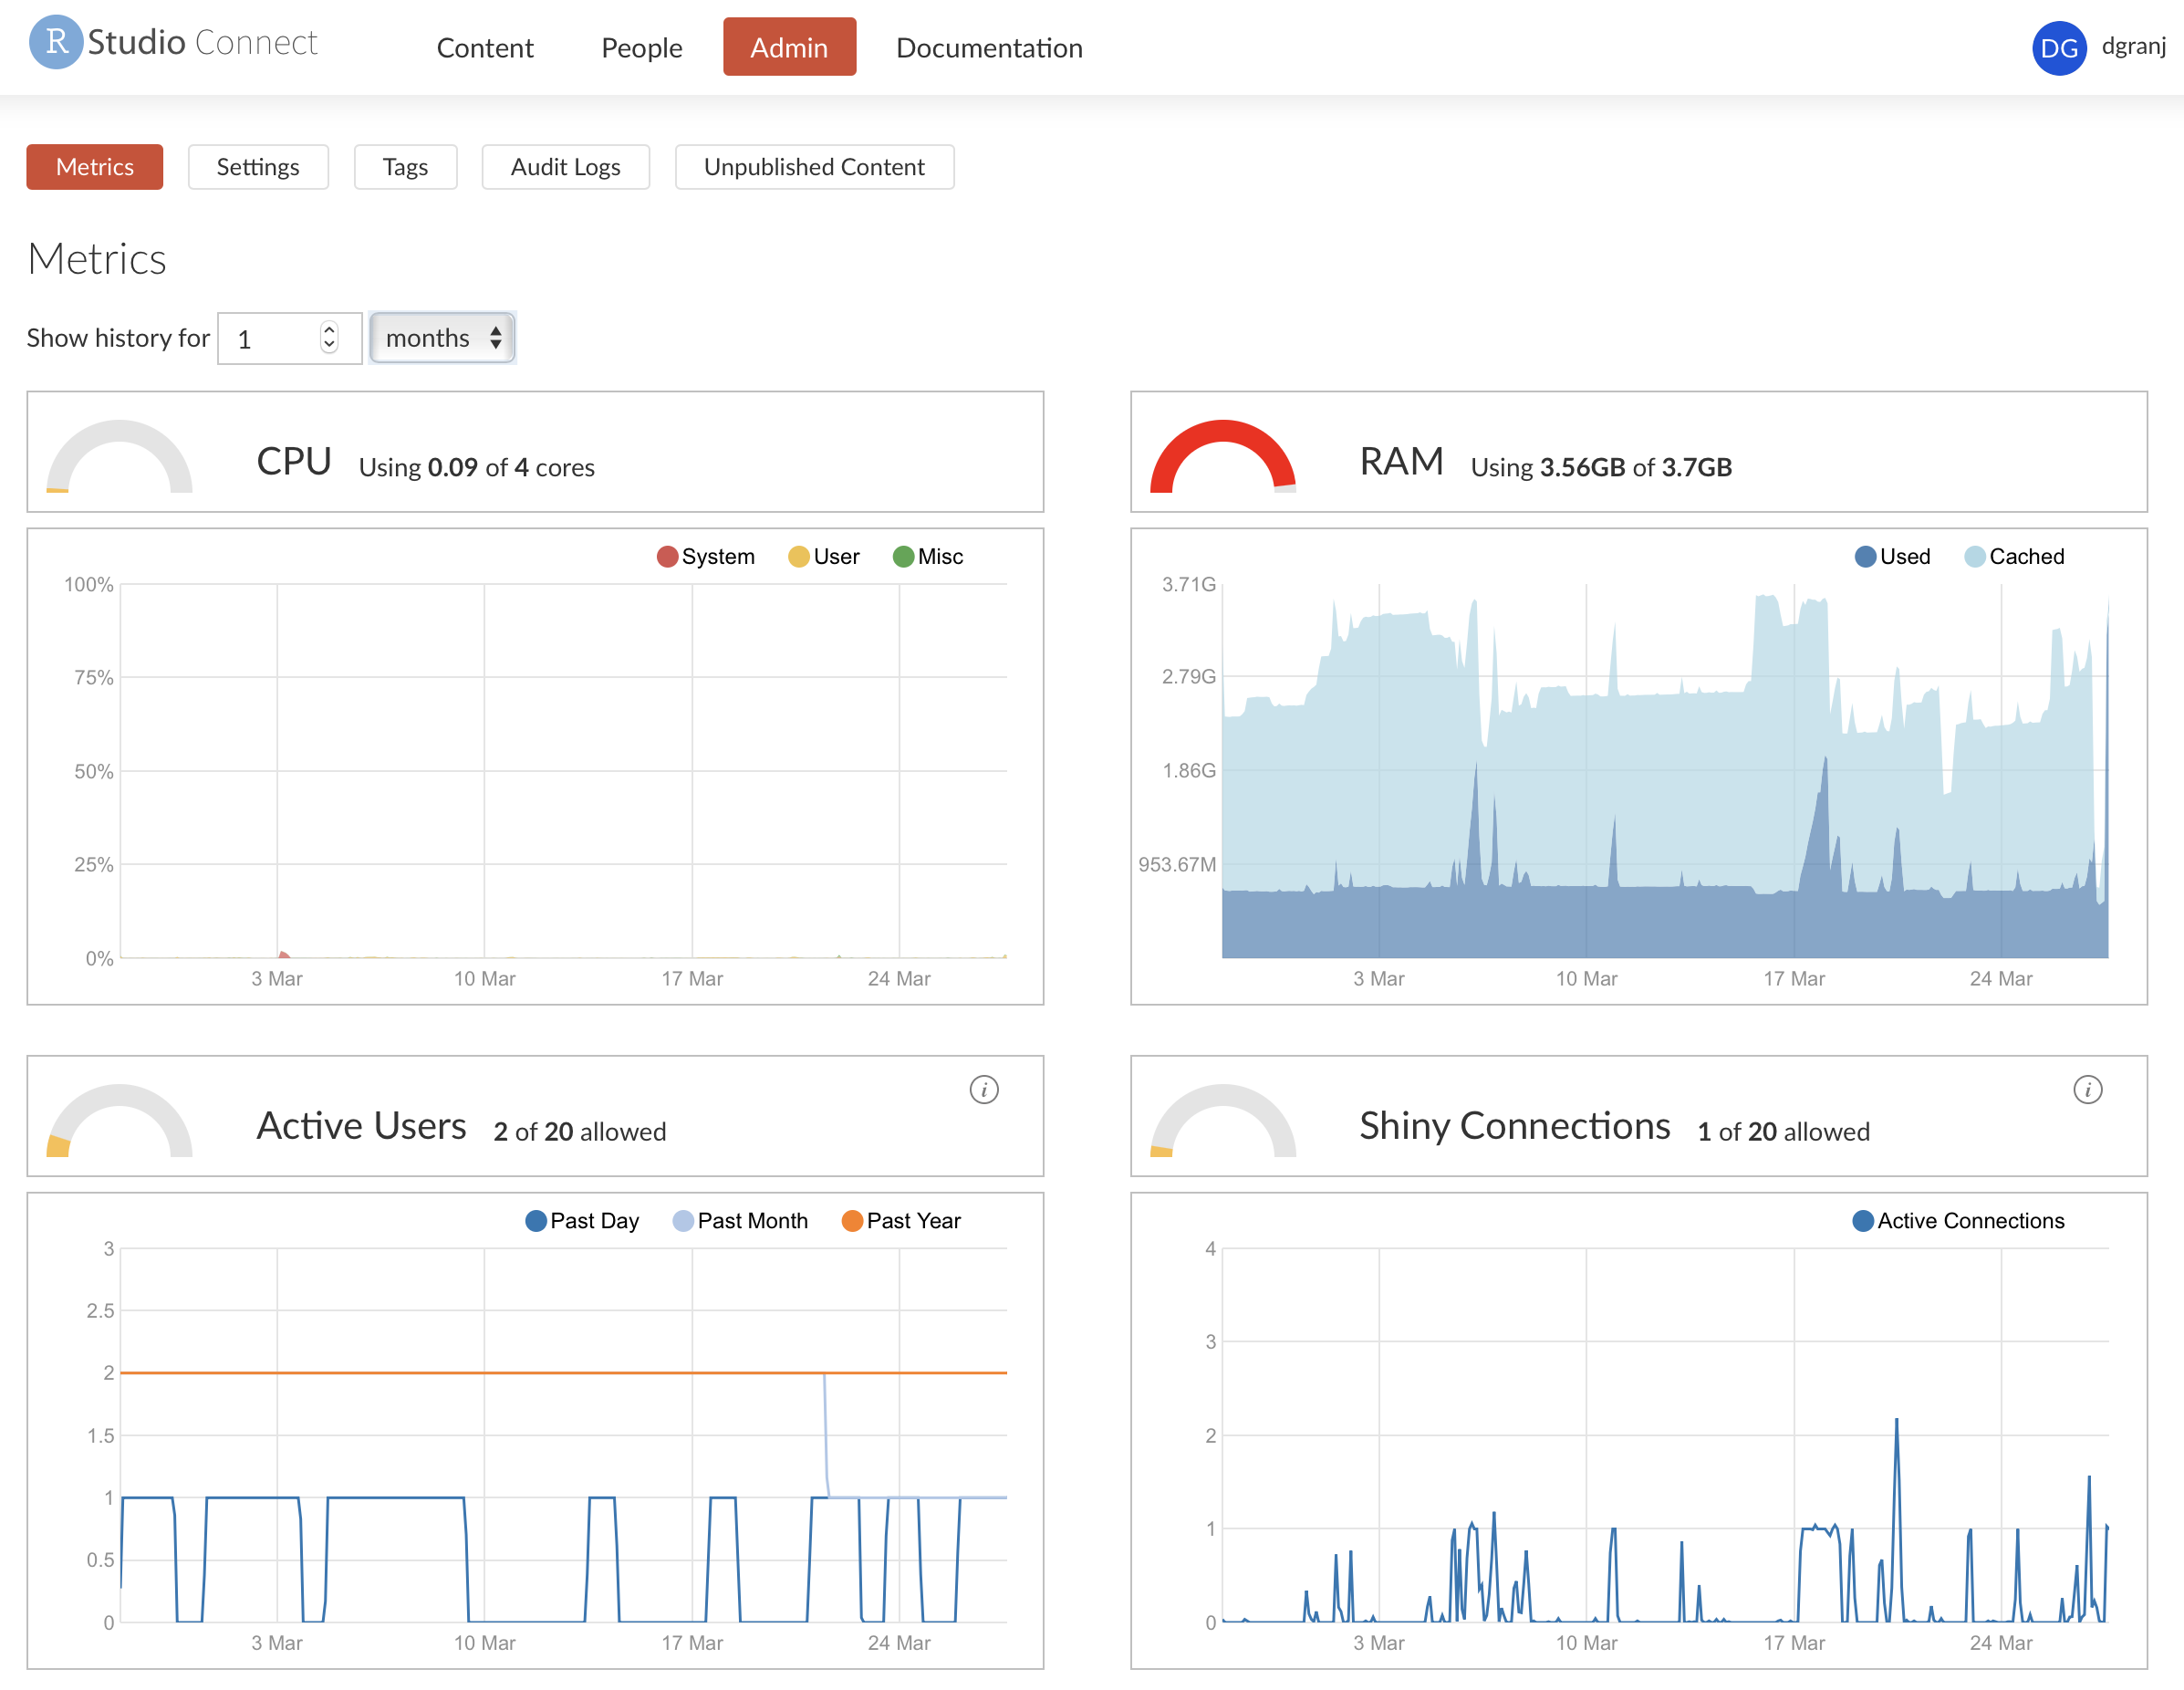 RStudio Connect Content People Admin Documentation DG dgranj
Metrics Settings Tags Audit Logs Unpublished Content
Metrics
Show history for 1 months
CPU Using 0.09 of 4 cores
System User Misc
100%
75%
50%
25%
0%
3 Mar 10 Mar 17 Mar 24 Mar
RAM Using 3.56GB of 3.7GB
Used Cached
3.71G
2.79G
1.86G
953.67M
3 Mar 10 Mar 17 Mar 24 Mar
Active Users 2 of 20 allowed i
Past Day Past Month Past Year
3
2.5
2
1.5
1
0.5
0
3 Mar 10 Mar 17 Mar 24 Mar
Shiny Connections 1 of 20 allowed i
Active Connections
4
3
2
1
0
3 Mar 10 Mar 17 Mar 24 Mar